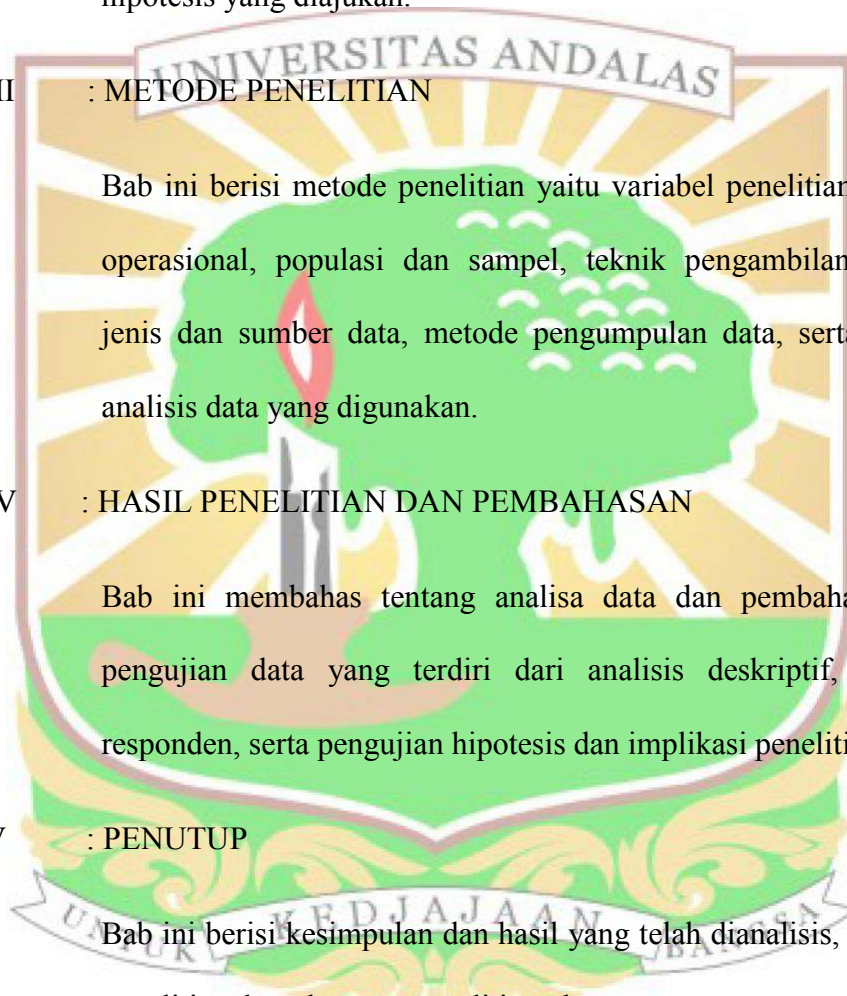 hipotesis yang diajukan.
UNIVERSITAS ANDALAS
II : METODE PENELITIAN
Bab ini berisi metode penelitian yaitu variabel penelitian
operasional, populasi dan sampel, teknik pengambilan
jenis dan sumber data, metode pengumpulan data, serta
analisis data yang digunakan.
V : HASIL PENELITIAN DAN PEMBAHASAN
Bab ini membahas tentang analisa data dan pembaha
pengujian data yang terdiri dari analisis deskriptif,
responden, serta pengujian hipotesis dan implikasi peneliti
V : PENUTUP
UNTUK KEDJAJAAN BANGSA
Bab ini berisi kesimpulan dan hasil yang telah dianalisis,